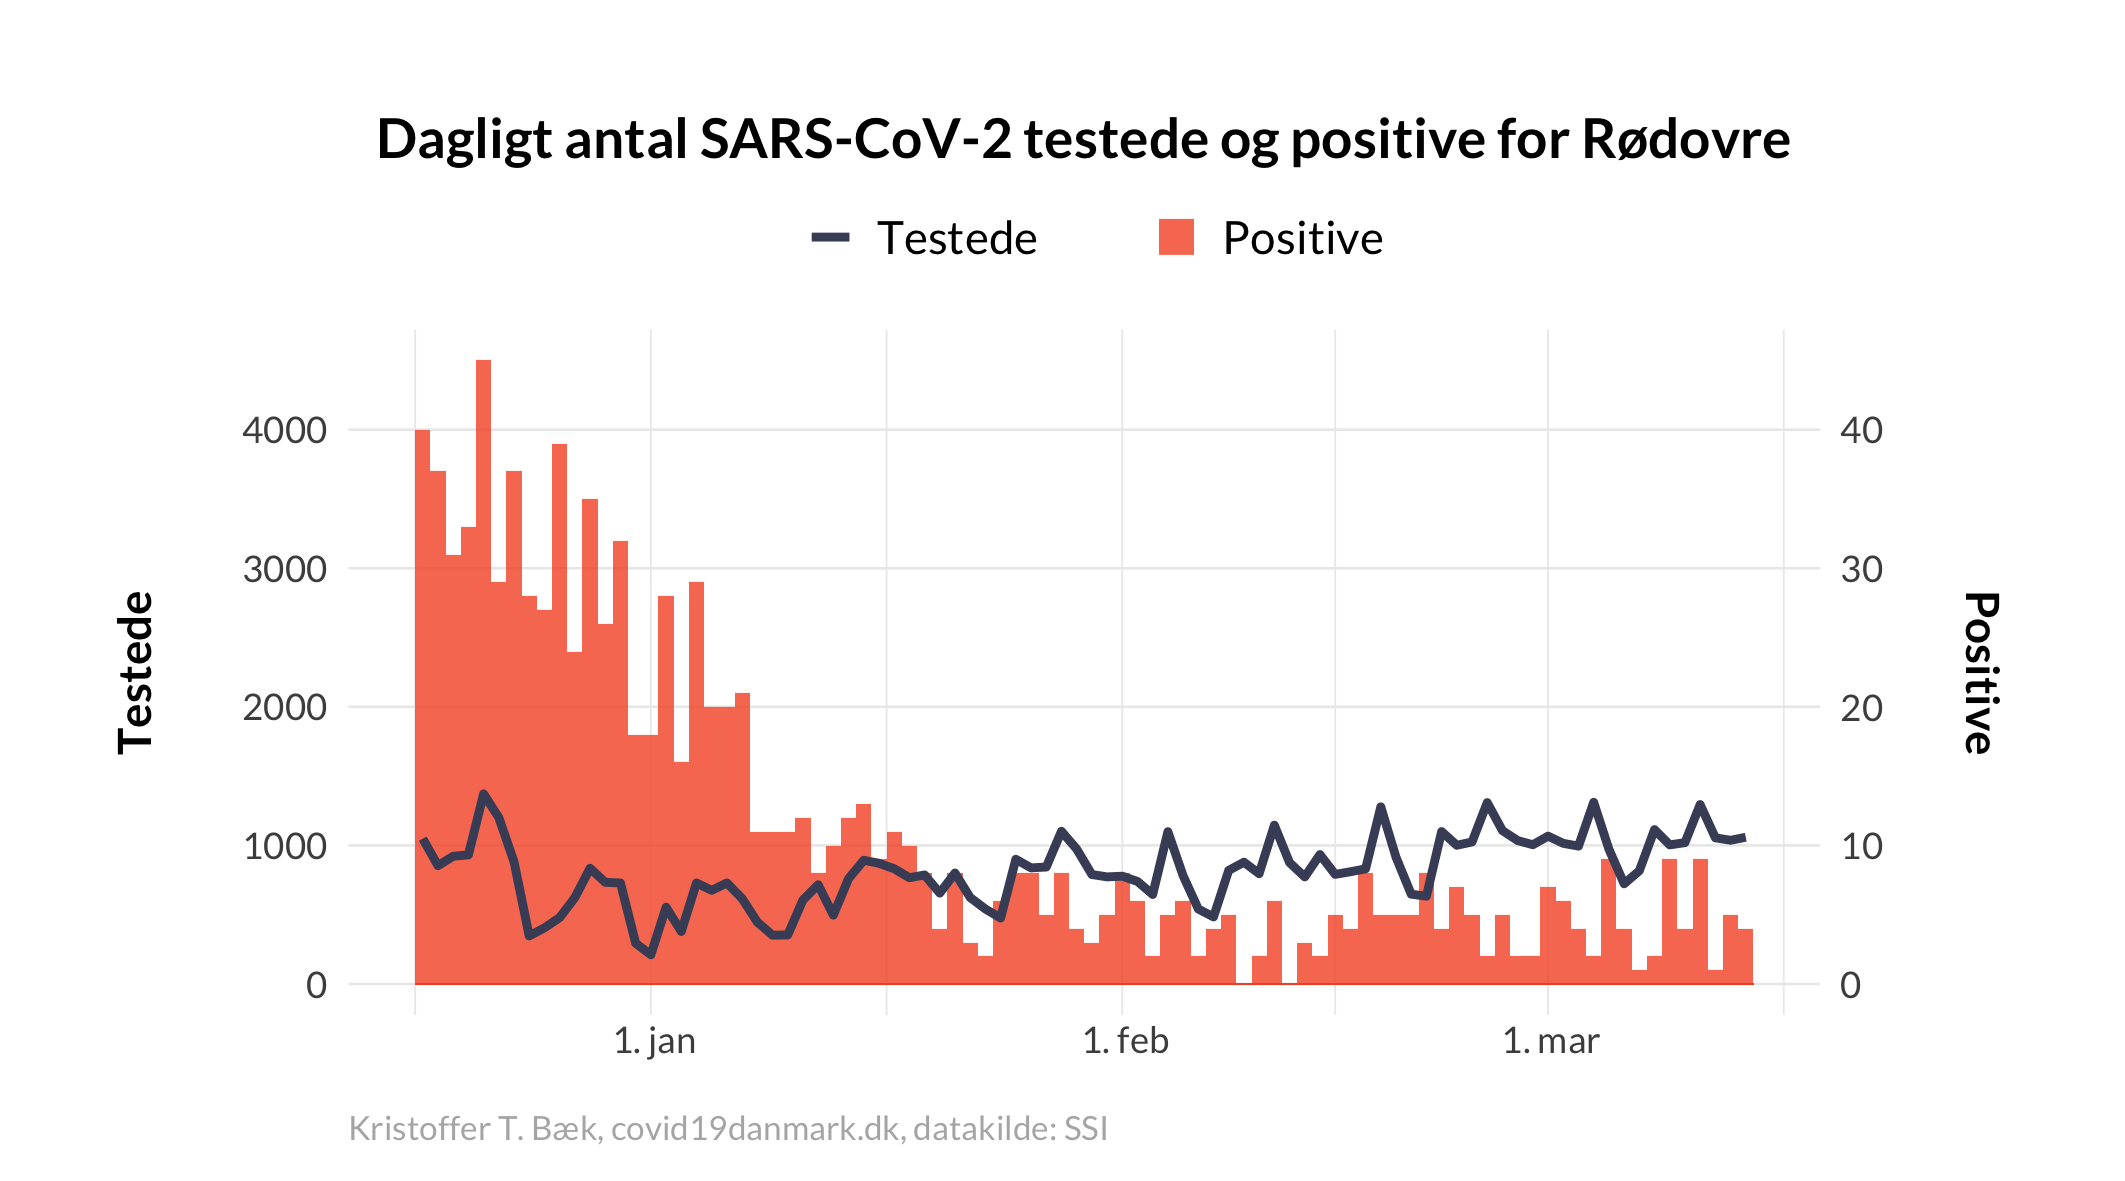 Dagligt antal SARS-CoV-2 testede og positive for Rødovre
Testede
Positive
4000
3000
2000
1000
0
Testede
40
30
20
10
0
Positive
1. jan
1. feb
1. mar
Kristoffer T. Bæk, covid19danmark.dk, datakilde: SSI